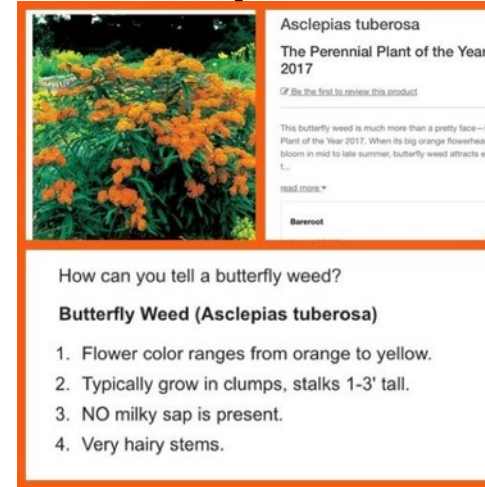 Asclepias tuberosa
The Perennial Plant of the Year
2017
Be the first to review this product
This butterfly weed is much more than a pretty face—
Plant of the Year 2017. When its big orange flowerhea
bloom in mid to late summer, butterfly weed attracts e
t...
read more
Bareroot
How can you tell a butterfly weed?
Butterfly Weed (Asclepias tuberosa)
1. Flower color ranges from orange to yellow.
2. Typically grow in clumps, stalks 1-3' tall.
3. NO milky sap is present.
4. Very hairy stems.